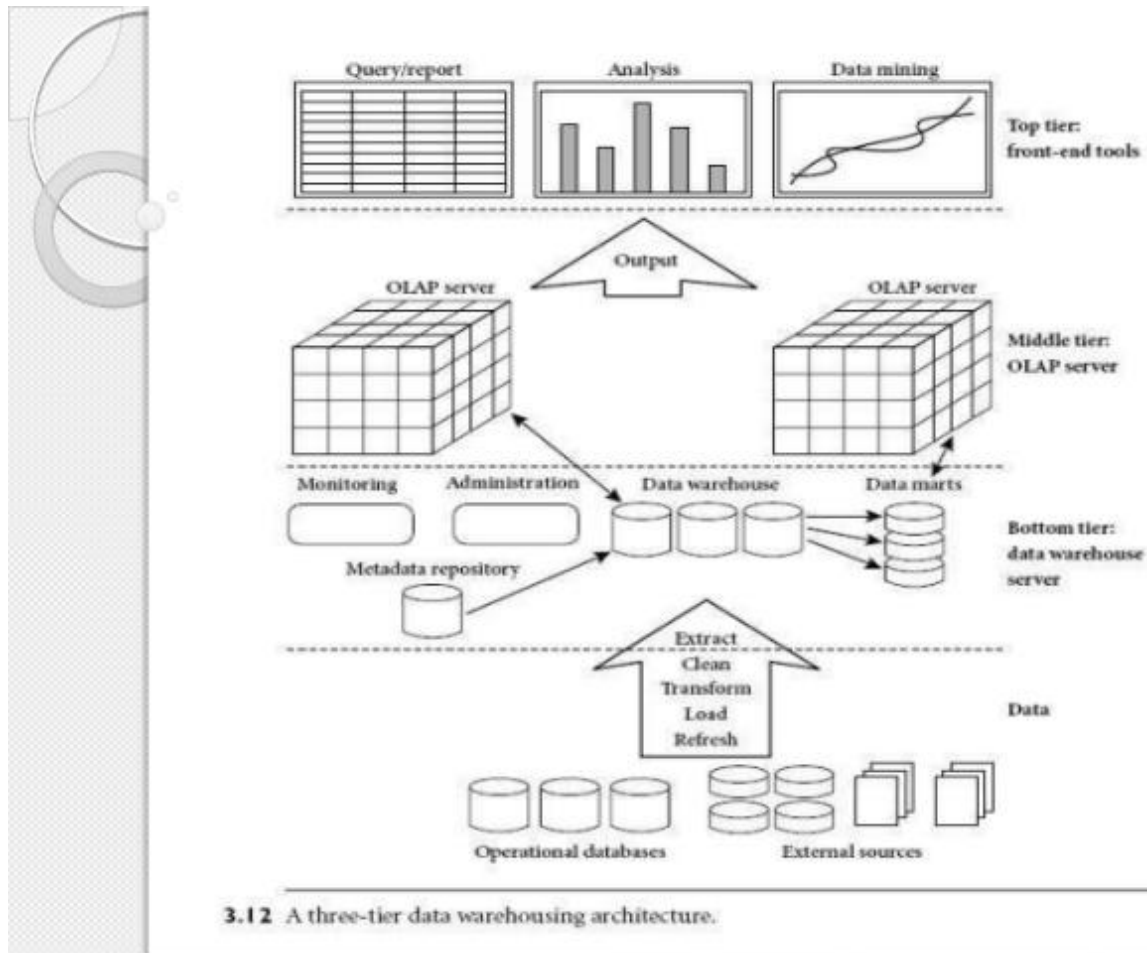 Query/report
Analysis
Data mining
Top tier:
front-end tools
Output
OLAP server
OLAP server
Middle tier:
OLAP server
Monitoring
Administration
Data warehouse
Data marts
Bottom tier:
data warehouse
server
Metadata repository
Extract
Clean
Transform
Load
Refresh
Data
Operational databases
External sources
3.12 A three-tier data warehousing architecture.